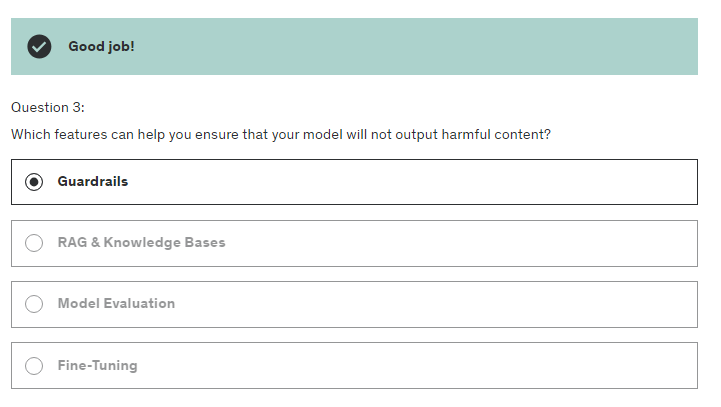 Good job!
Question 3:
Which features can help you ensure that your model will not output harmful content?
Guardrails
RAG & Knowledge Bases
Model Evaluation
Fine-Tuning